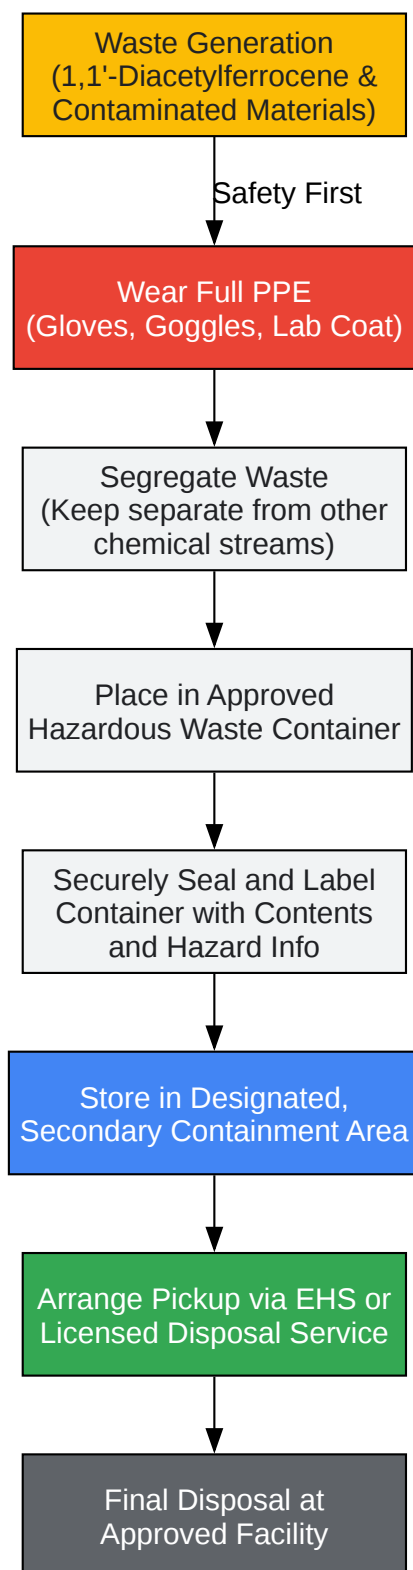 Waste Generation
(1,1'-Diacetylferrocene &
Contaminated Materials)
Safety First
Wear Full PPE
(Gloves, Goggles, Lab Coat)
Segregate Waste
(Keep separate from other
chemical streams)
Place in Approved
Hazardous Waste Container
Securely Seal and Label
Container with Contents
and Hazard Info
Store in Designated,
Secondary Containment Area
Arrange Pickup via EHS or
Licensed Disposal Service
Final Disposal at
Approved Facility